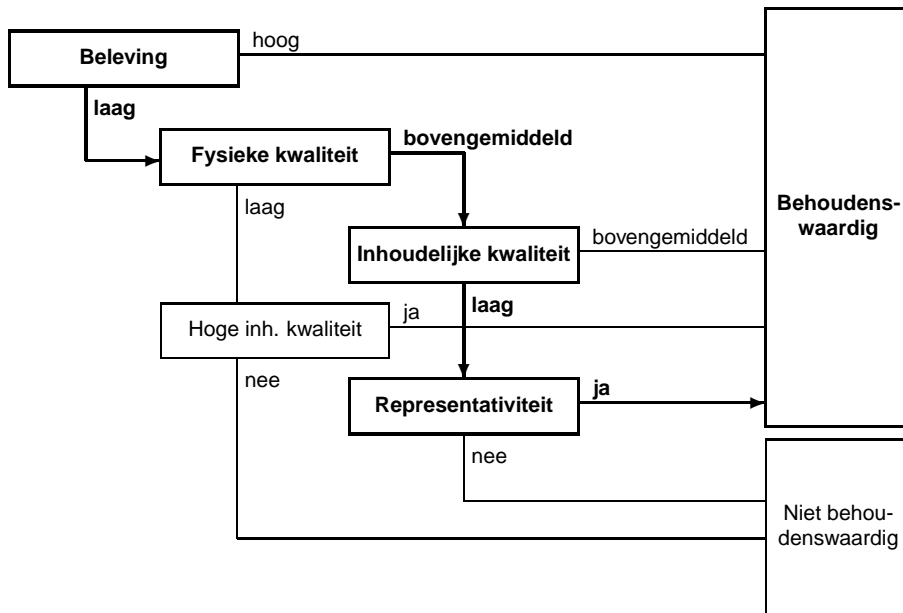 hoog
Beleving
laag
bovengemiddeld
Fysieke kwaliteit
laag
Behoudens-
waardig
bovengemiddeld
Inhoudelijke kwaliteit
laag
ja
Hoge inh. kwaliteit
nee
ja
Representativiteit
nee
Niet behou-
denswaardig